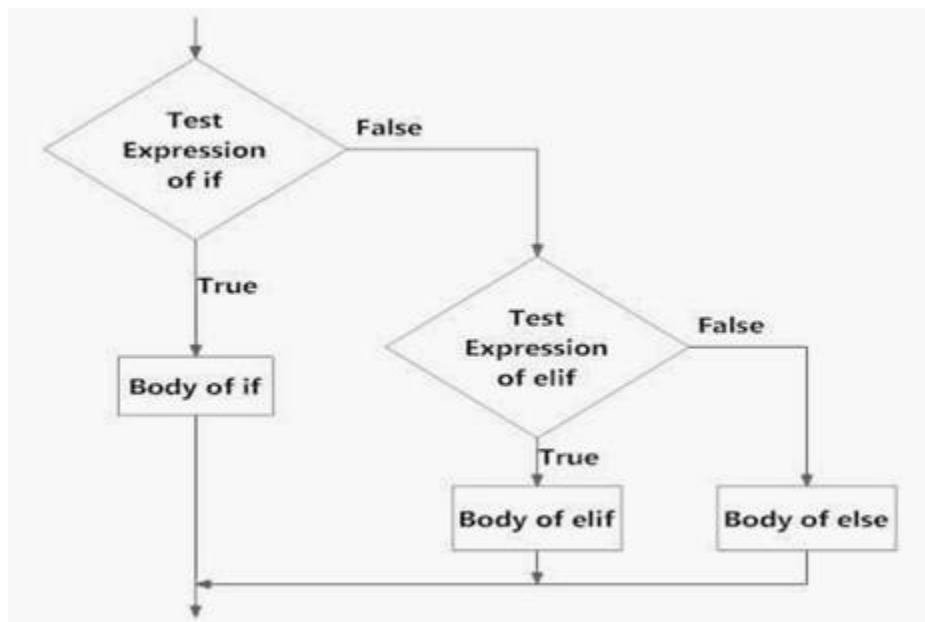 Test
Expression
of if
False
True
Body of if
Test
Expression
of elif
False
True
Body of elif
Body of else